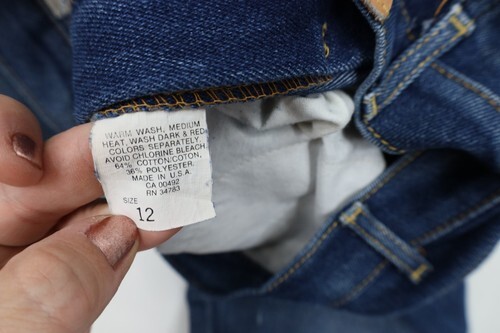 WARM WASH, MEDIUM
HEAT, WASH DARK & RED
COLORS SEPARATELY,
AVOID CHLORINE BLEACH.
64% COTTON/COTON,
36% POLYESTER.
MADE IN U.S.A.
CA 00492
RN 34783
SIZE
12